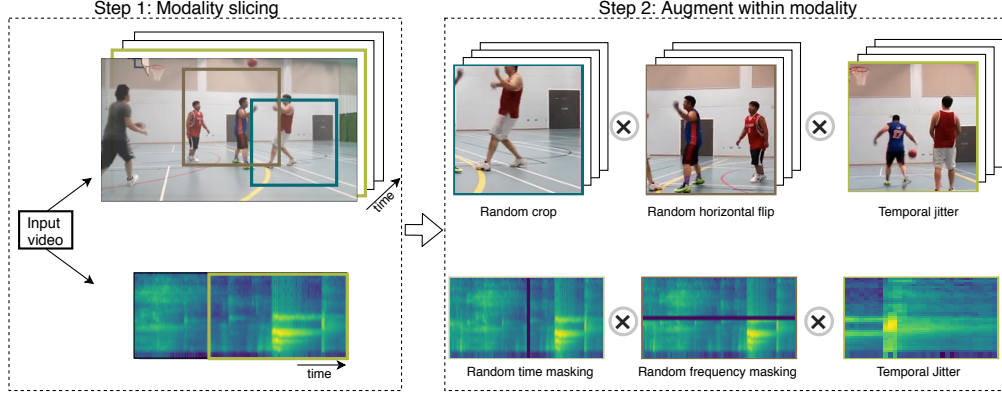 Step 1: Modality slicing
Step 2: Augment within modality
time
Input
video
Random crop
Random horizontal flip
Temporal jitter
time
Random time masking
Random frequency masking
Temporal Jitter